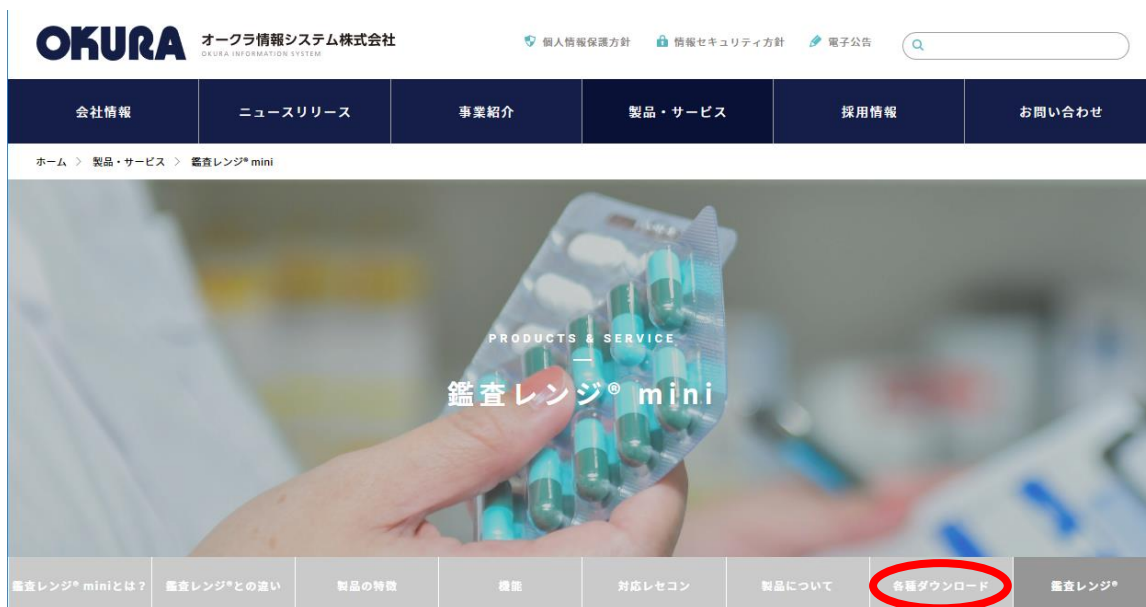 OKURA オークラ情報システム株式会社
OKURA INFORMATION SYSTEM
個人情報保護方針 情報セキュリティ方針 電子公告
会社情報 ニュースリリース 事業紹介 製品・サービス 採用情報 お問い合わせ
ホーム > 製品・サービス > 鑑査レンジ® mini
PRODUCTS & SERVICE
鑑査レンジ® mini
鑑査レンジ® miniとは? 鑑査レンジ®との違い 製品の特徴 機能 対応レセコン 製品について 各種ダウンロード 鑑査レンジ®